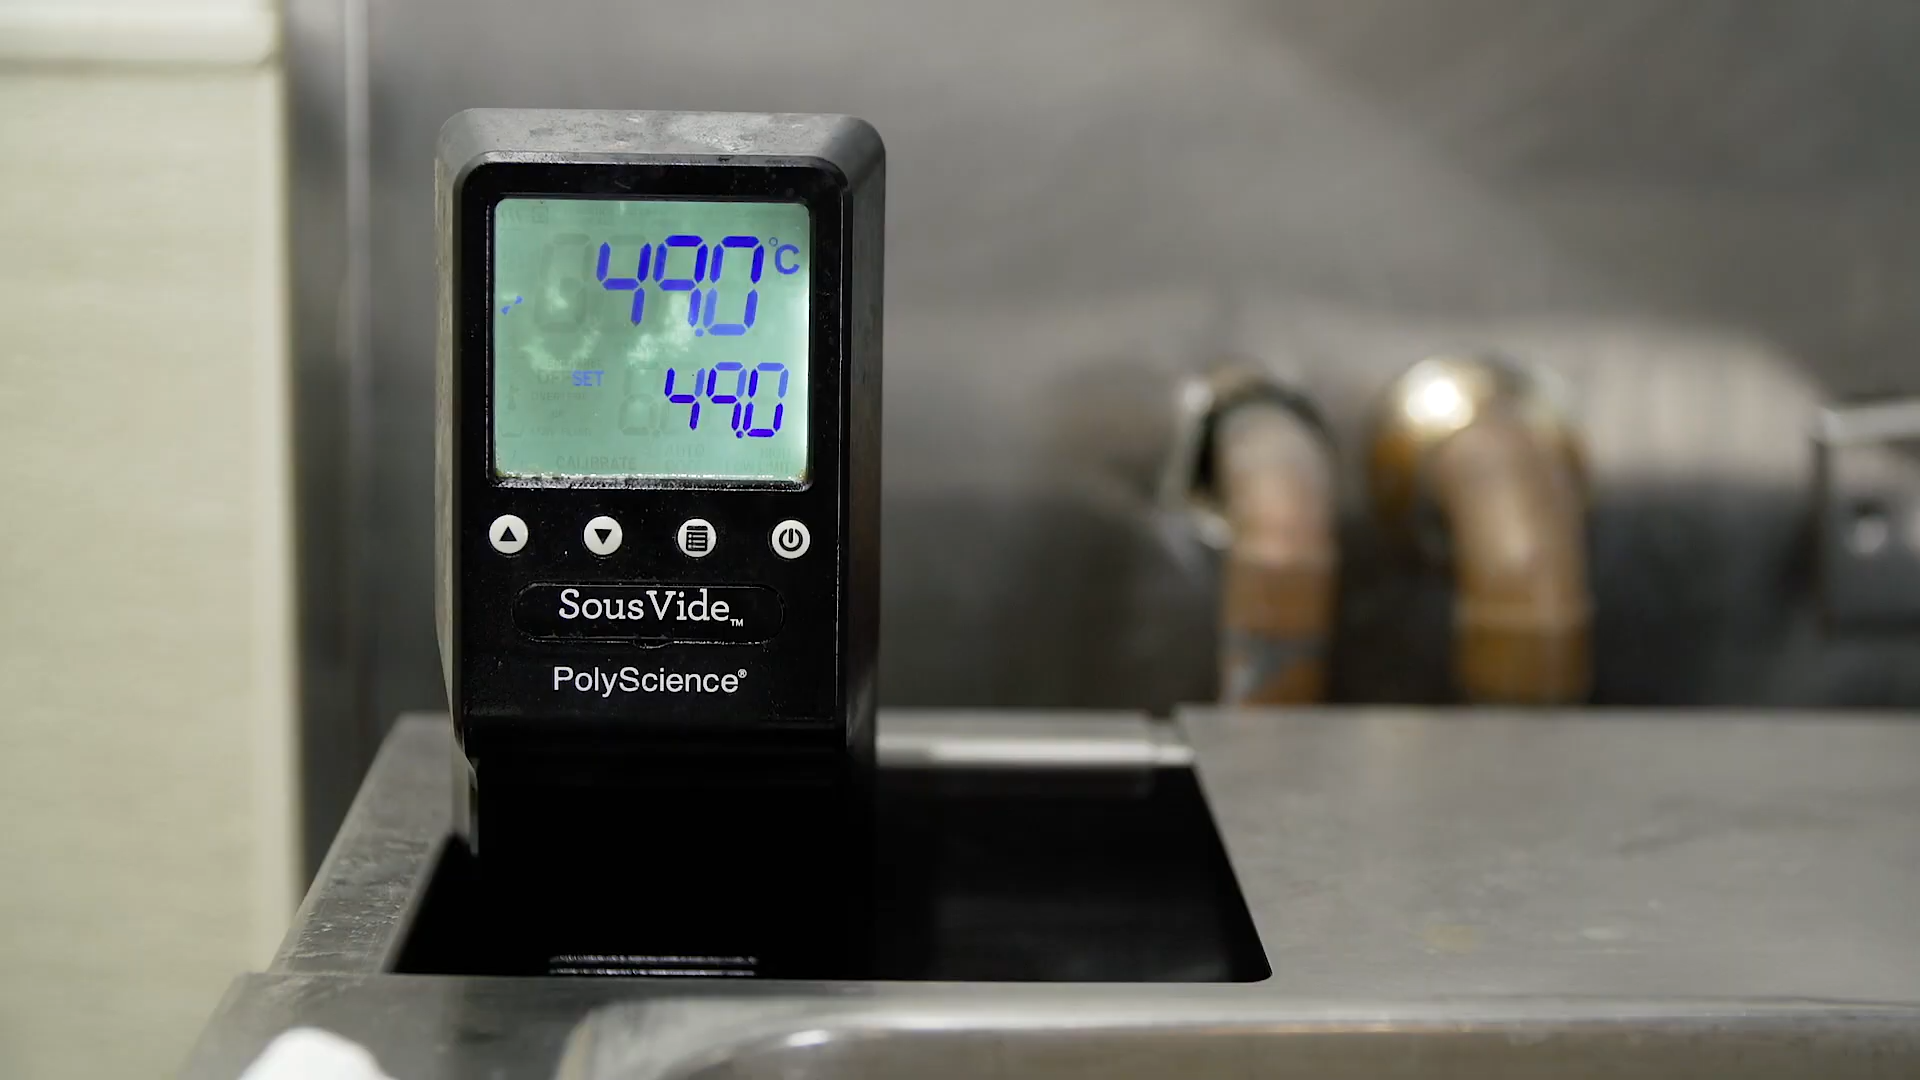 49.0 °C
SET 49.0
CALIBRATE
SousVide™
PolyScience®